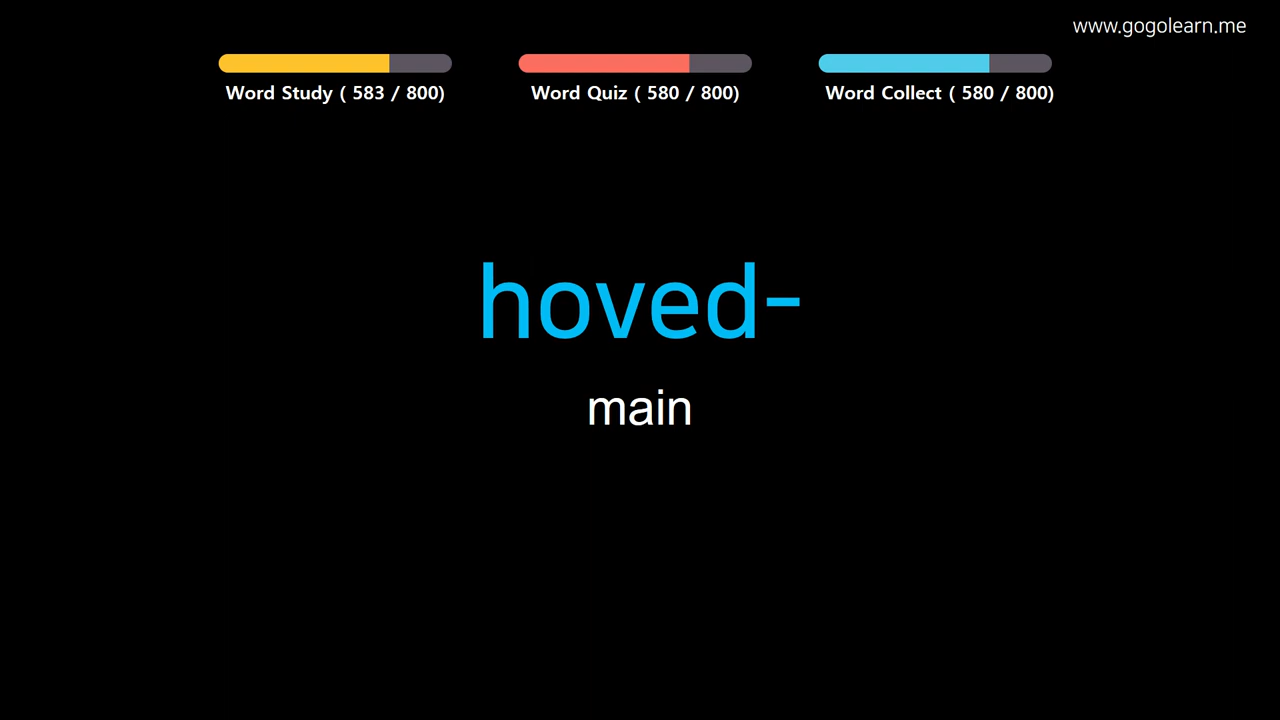 www.gogolearn.me
Word Study ( 583 / 800)
Word Quiz ( 580 / 800)
Word Collect ( 580 / 800)
hoved-
main